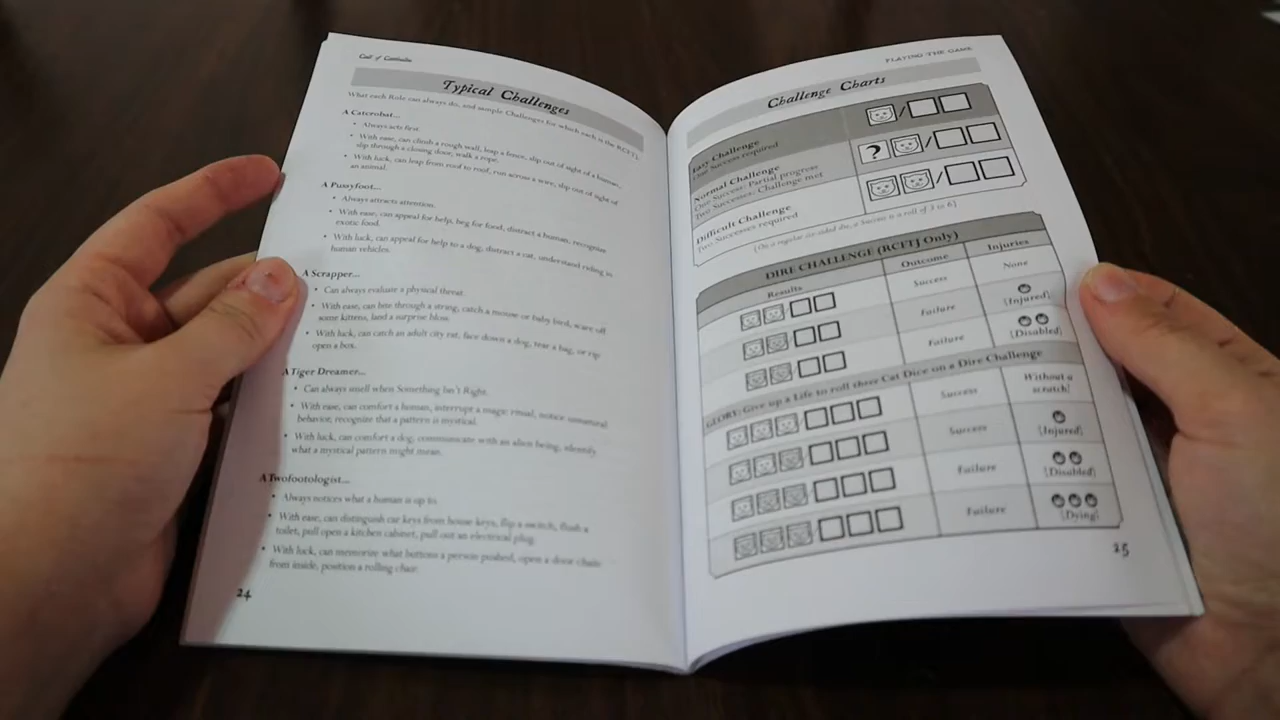 Call of Catthulhu
Typical Challenges
What each Role can always do, and sample Challenges for which each is the RCFTJ.
A Catcrobat...
• Always acts first.
• With ease, can climb a rough wall, leap a fence, slip out of sight of a human,
slip through a closing door, walk a rope.
• With luck, can leap from roof to roof, run across a wire, slip out of sight of
an animal.
A Pussyfoot...
• Always attracts attention.
• With ease, can appeal for help, beg for food, distract a human, recognize
exotic food.
• With luck, can appeal for help to a dog, distract a cat, understand riding in
human vehicles.
A Scrapper...
• Can always evaluate a physical threat.
• With ease, can bite through a string, catch a mouse or baby bird, ware off
some kittens, land a surprise blow.
• With luck, can catch an adult city rat, face down a dog, tear a bag, or rip
open a box.
A Tiger Dreamer...
• Can always smell when Something Isn't Right.
• With ease, can comfort a human, interrupt a magic ritual, notice unnatural
behavior, recognize that a pattern is mystical.
• With luck, can comfort a dog, communicate with an alien being, identify
what a mystical pattern might mean.
A Twofootologist...
• Always notices what a human is up to.
• With ease, can distinguish car keys from house keys, flip a switch, flush a
toilet, pull open a kitchen cabinet, pull out an electrical plug.
• With luck, can memorize what buttons a person pushed, open a door chain
from inside, position a rolling chair.
24
PLAYING THE GAME
Challenge Charts
Easy Challenge
One Success required
/
Normal Challenge
One Success: Partial progress
Two Successes: Challenge met
? /
Difficult Challenge
Two Successes required
/
{On a regular six-sided die, a Success is a roll of 3 to 6}
DIRE CHALLENGE (RCFTJ Only)
Results Outcome Injuries
Success None
Failure {Injured}
Failure {Disabled}
GLORY: Give up a Life to roll three Cat Dice on a Dire Challenge
Success Without a
scratch!
Success {Injured}
Failure {Disabled}
Failure {Dying}
25